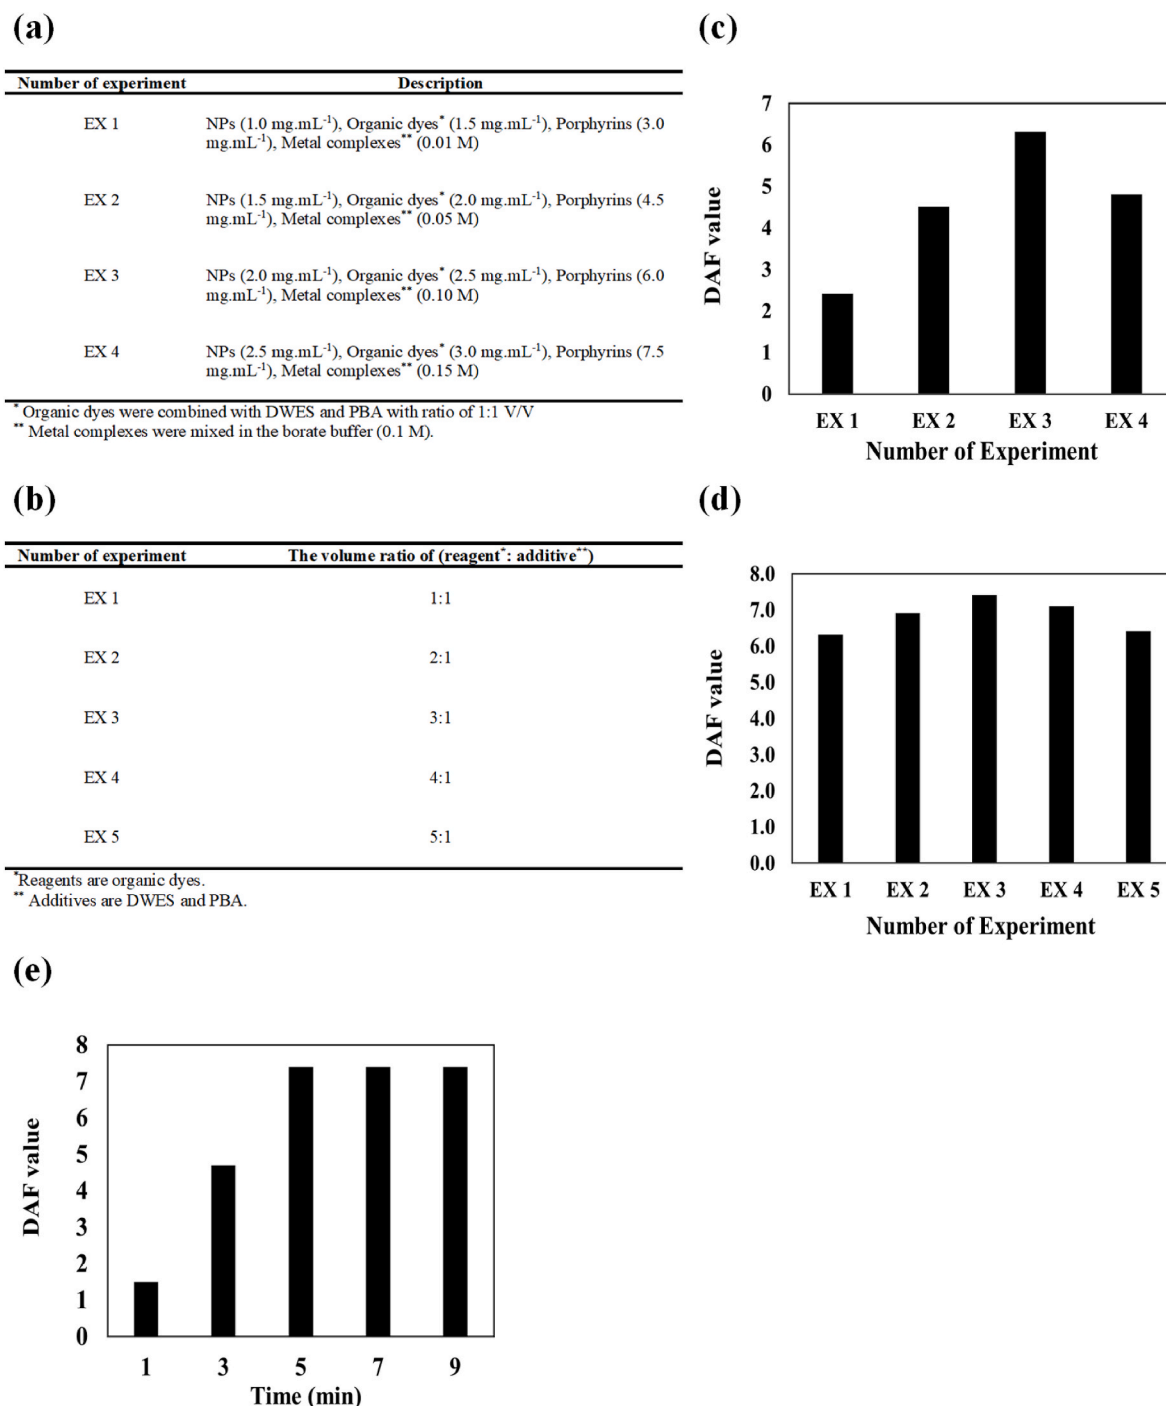 (a)
Number of experiment Description
EX 1 NPs (1.0 mg.mL-1), Organic dyes* (1.5 mg.mL-1), Porphyrins (3.0
mg.mL-1), Metal complexes** (0.01 M)
EX 2 NPs (1.5 mg.mL-1), Organic dyes* (2.0 mg.mL-1), Porphyrins (4.5
mg.mL-1), Metal complexes** (0.05 M)
EX 3 NPs (2.0 mg.mL-1), Organic dyes* (2.5 mg.mL-1), Porphyrins (6.0
mg.mL-1), Metal complexes** (0.10 M)
EX 4 NPs (2.5 mg.mL-1), Organic dyes* (3.0 mg.mL-1), Porphyrins (7.5
mg.mL-1), Metal complexes** (0.15 M)
* Organic dyes were combined with DWES and PBA with ratio of 1:1 V/V
** Metal complexes were mixed in the borate buffer (0.1 M).
(c)
DAF value
7
6
5
4
3
2
1
0
EX 1 EX 2 EX 3 EX 4
Number of Experiment
(b)
Number of experiment The volume ratio of (reagent*: additive**)
EX 1 1:1
EX 2 2:1
EX 3 3:1
EX 4 4:1
EX 5 5:1
*Reagents are organic dyes.
** Additives are DWES and PBA.
(d)
DAF value
8.0
7.0
6.0
5.0
4.0
3.0
2.0
1.0
0.0
EX 1 EX 2 EX 3 EX 4 EX 5
Number of Experiment
(e)
DAF value
8
7
6
5
4
3
2
1
0
1 3 5 7 9
Time (min)